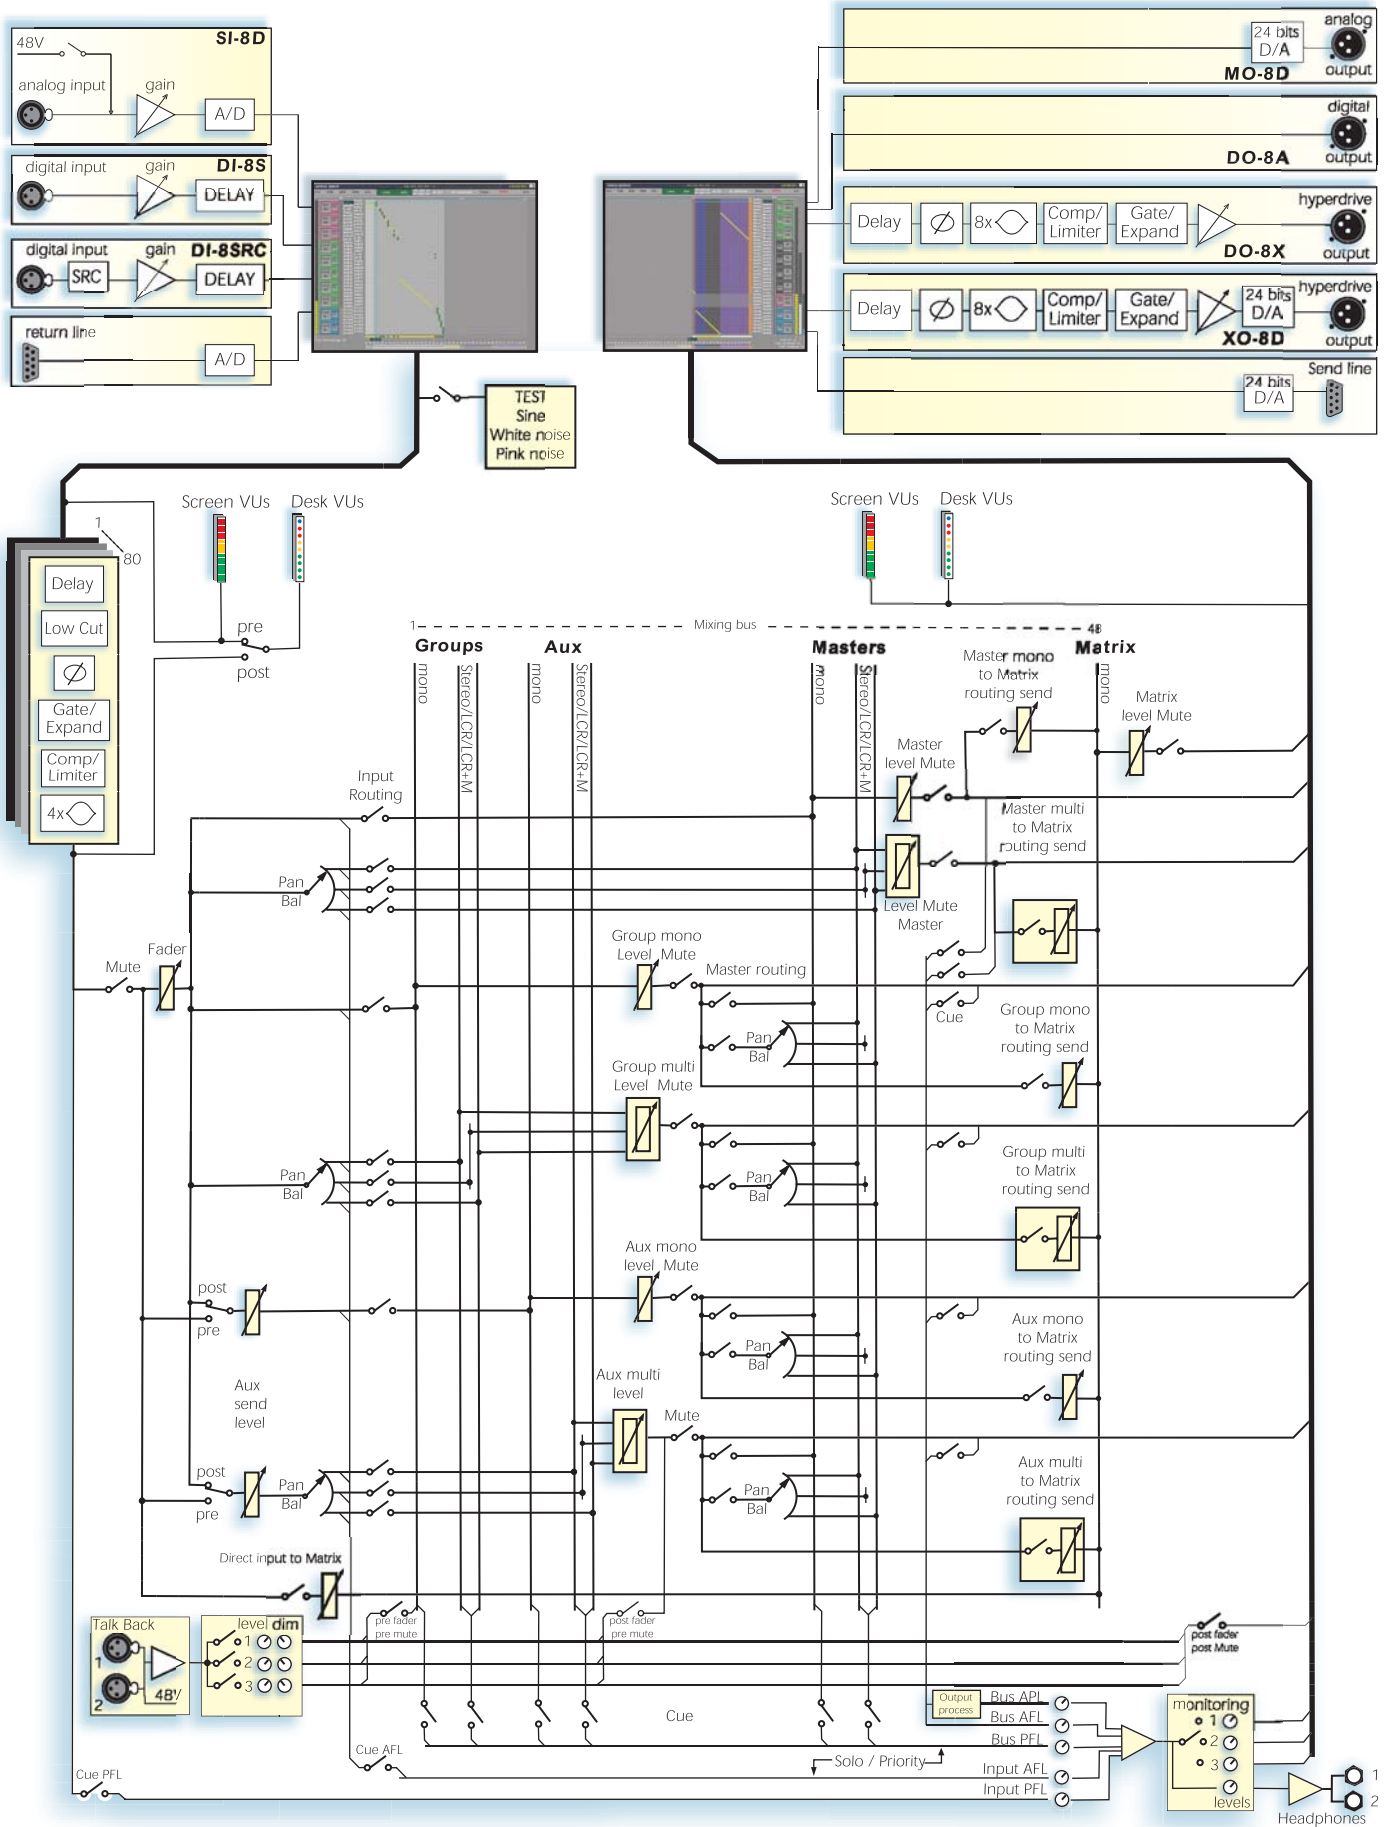 SI-8D
48V
analog input
gain
A/D
digital input
gain
DI-8S
DELAY
digital input
gain
DI-8SRC
SRC
DELAY
return line
A/D
analog
24 bits
D/A
MO-8D
output
digital
DO-8A
output
hyperdrive
Delay
Ø
8x
Comp/
Limiter
Gate/
Expand
DO-8X
output
hyperdrive
Delay
Ø
8x
Comp/
Limiter
Gate/
Expand
24 bits
D/A
XO-8D
output
Send line
24 bits
D/A
TEST
Sine
White noise
Pink noise
Screen VUs
Desk VUs
Screen VUs
Desk VUs
1
80
Delay
Low Cut
Ø
Gate/
Expand
Comp/
Limiter
4x
pre
post
1
Mixing bus
48
Groups
Aux
Masters
Matrix
mono
Stereo/LCR/LCR+M
mono
Stereo/LCR/LCR+M
mono
Stereo/LCR/LCR+M
mono
Master mono
to Matrix
routing send
Matrix
level Mute
Master
level Mute
Input
Routing
Master multi
to Matrix
routing send
Pan
Bal
Level Mute
Master
Fader
Mute
Group mono
Level Mute
Master routing
Cue
Group mono
to Matrix
routing send
Pan
Bal
Group multi
Level Mute
Group multi
to Matrix
routing send
Pan
Bal
Pan
Bal
Aux mono
level Mute
post
pre
Aux mono
to Matrix
routing send
Pan
Bal
Aux
send
level
Aux multi
level
Mute
Aux multi
to Matrix
routing send
post
pre
Pan
Bal
Pan
Bal
Direct input to Matrix
Talk Back
1
2
48V
level dim
1
2
3
pre fader
pre mute
post fader
pre mute
post fader
post Mute
Cue
Output
process
Bus APL
Bus AFL
Bus PFL
Solo / Priority
Input AFL
Input PFL
Cue AFL
Cue PFL
monitoring
1
2
3
levels
1
2
Headphones